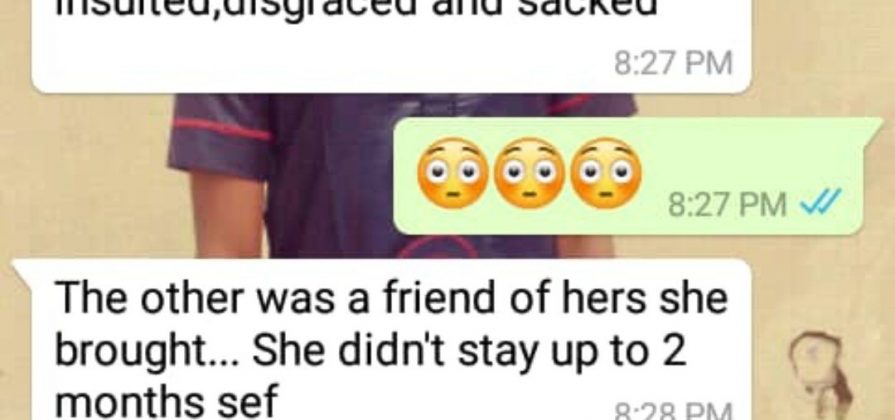 insulted,disgraced and sacked
8:27 PM
😳😳😳 8:27 PM
The other was a friend of hers she
brought... She didn't stay up to 2
months sef
8:28 PM